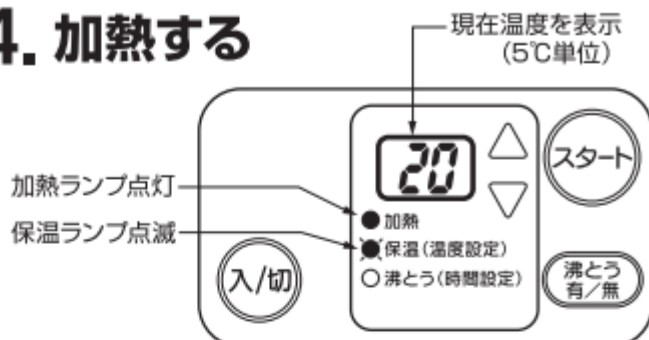 4. 加熱する
現在温度を表示
(5℃単位)
20
スタート
加熱ランプ点灯
加熱
保温ランプ点滅
保温(温度設定)
入/切
沸とう(時間設定)
沸とう
有/無